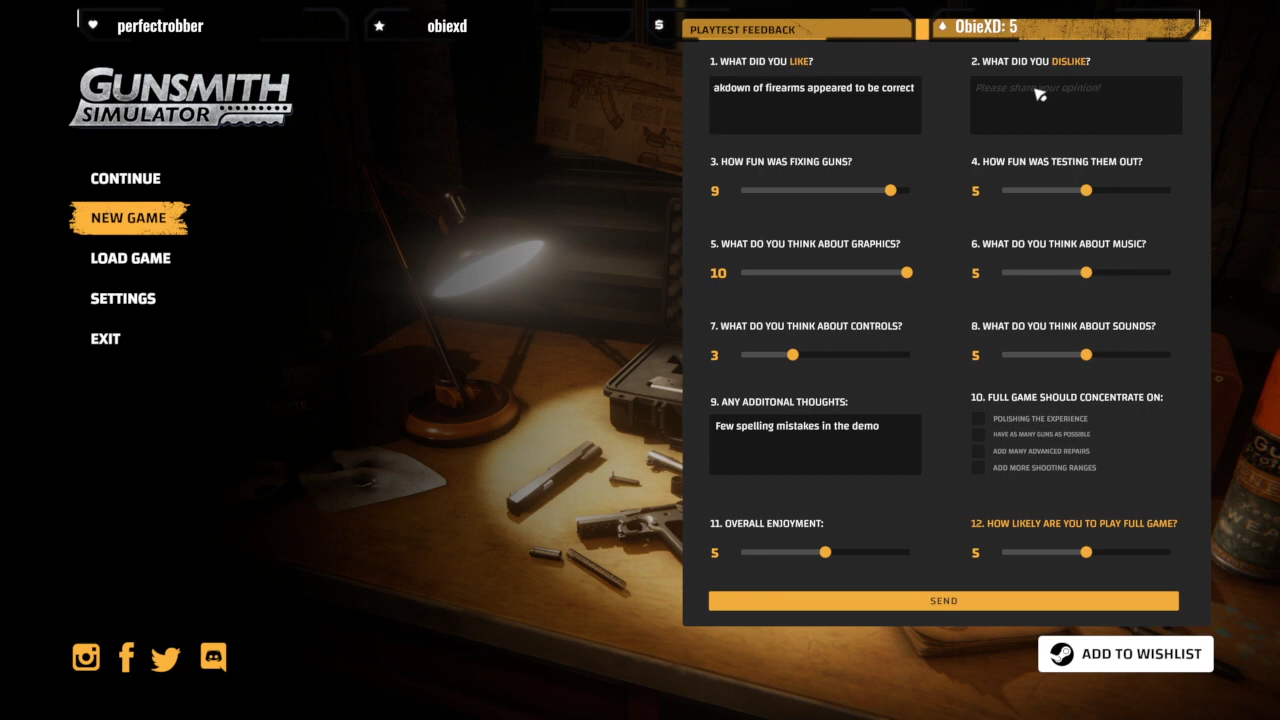 perfectrobber
obiexd
$
ObieXD: 5
PLAYTEST FEEDBACK
GUNSMITH
SIMULATOR
CONTINUE
NEW GAME
LOAD GAME
SETTINGS
EXIT
1. WHAT DID YOU LIKE?
akdown of firearms appeared to be correct
2. WHAT DID YOU DISLIKE?
Please share your opinion!
3. HOW FUN WAS FIXING GUNS?
9
4. HOW FUN WAS TESTING THEM OUT?
5
5. WHAT DO YOU THINK ABOUT GRAPHICS?
10
6. WHAT DO YOU THINK ABOUT MUSIC?
5
7. WHAT DO YOU THINK ABOUT CONTROLS?
3
8. WHAT DO YOU THINK ABOUT SOUNDS?
5
9. ANY ADDITONAL THOUGHTS:
Few spelling mistakes in the demo
10. FULL GAME SHOULD CONCENTRATE ON:
POLISHING THE EXPERIENCE
HAVE AS MANY GUNS AS POSSIBLE
ADD MANY ADVANCED REPAIRS
ADD MORE SHOOTING RANGES
11. OVERALL ENJOYMENT:
5
12. HOW LIKELY ARE YOU TO PLAY FULL GAME?
5
SEND
ADD TO WISHLIST